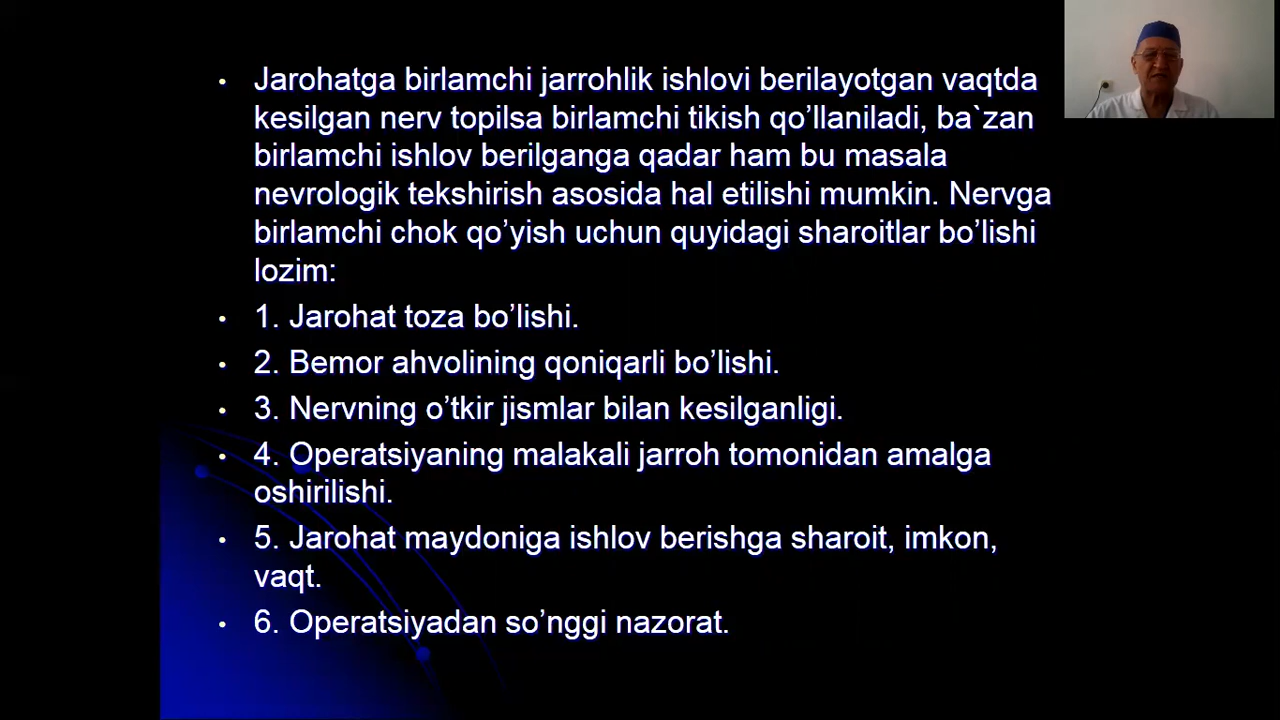 • Jarohatga birlamchi jarrohlik ishlovi berilayotgan vaqtda
kesilgan nerv topilsa birlamchi tikish qo’llaniladi, ba`zan
birlamchi ishlov berilganga qadar ham bu masala
nevrologik tekshirish asosida hal etilishi mumkin. Nervga
birlamchi chok qo’yish uchun quyidagi sharoitlar bo’lishi
lozim:
• 1. Jarohat toza bo’lishi.
• 2. Bemor ahvolining qoniqarli bo’lishi.
• 3. Nervning o’tkir jismlar bilan kesilganligi.
• 4. Operatsiyaning malakali jarroh tomonidan amalga
oshirilishi.
• 5. Jarohat maydoniga ishlov berishga sharoit, imkon,
vaqt.
• 6. Operatsiyadan so’nggi nazorat.